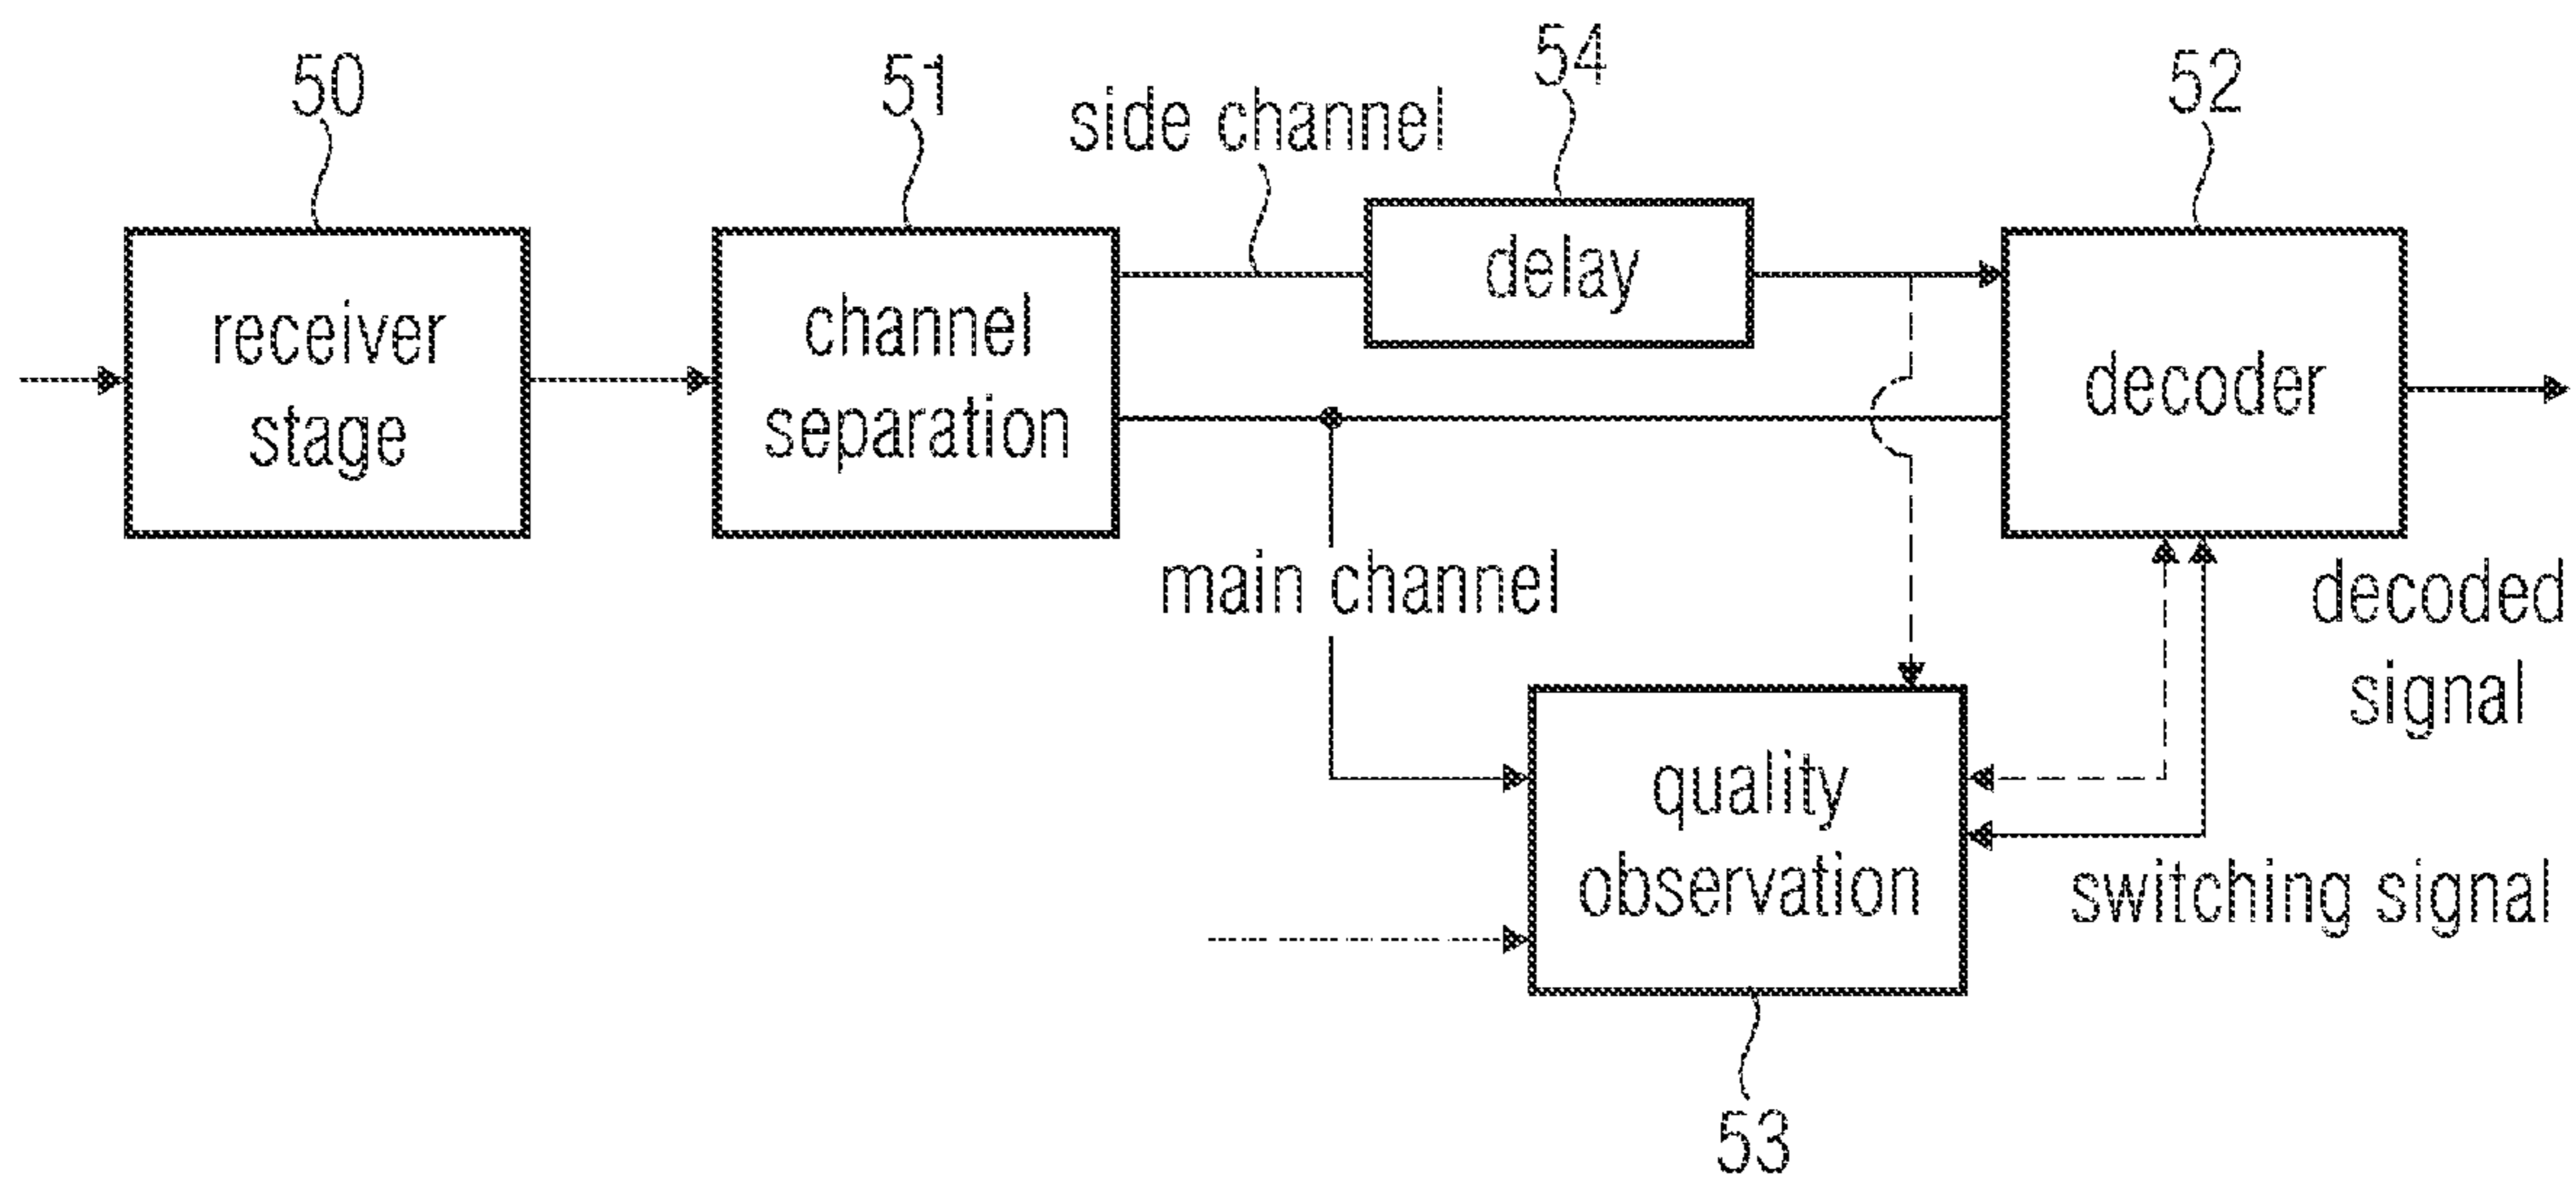 50
51
54
52
side channel
delay
receiver
stage
channel
separation
decoder
main channel
decoded
signal
quality
observation
switching signal
53